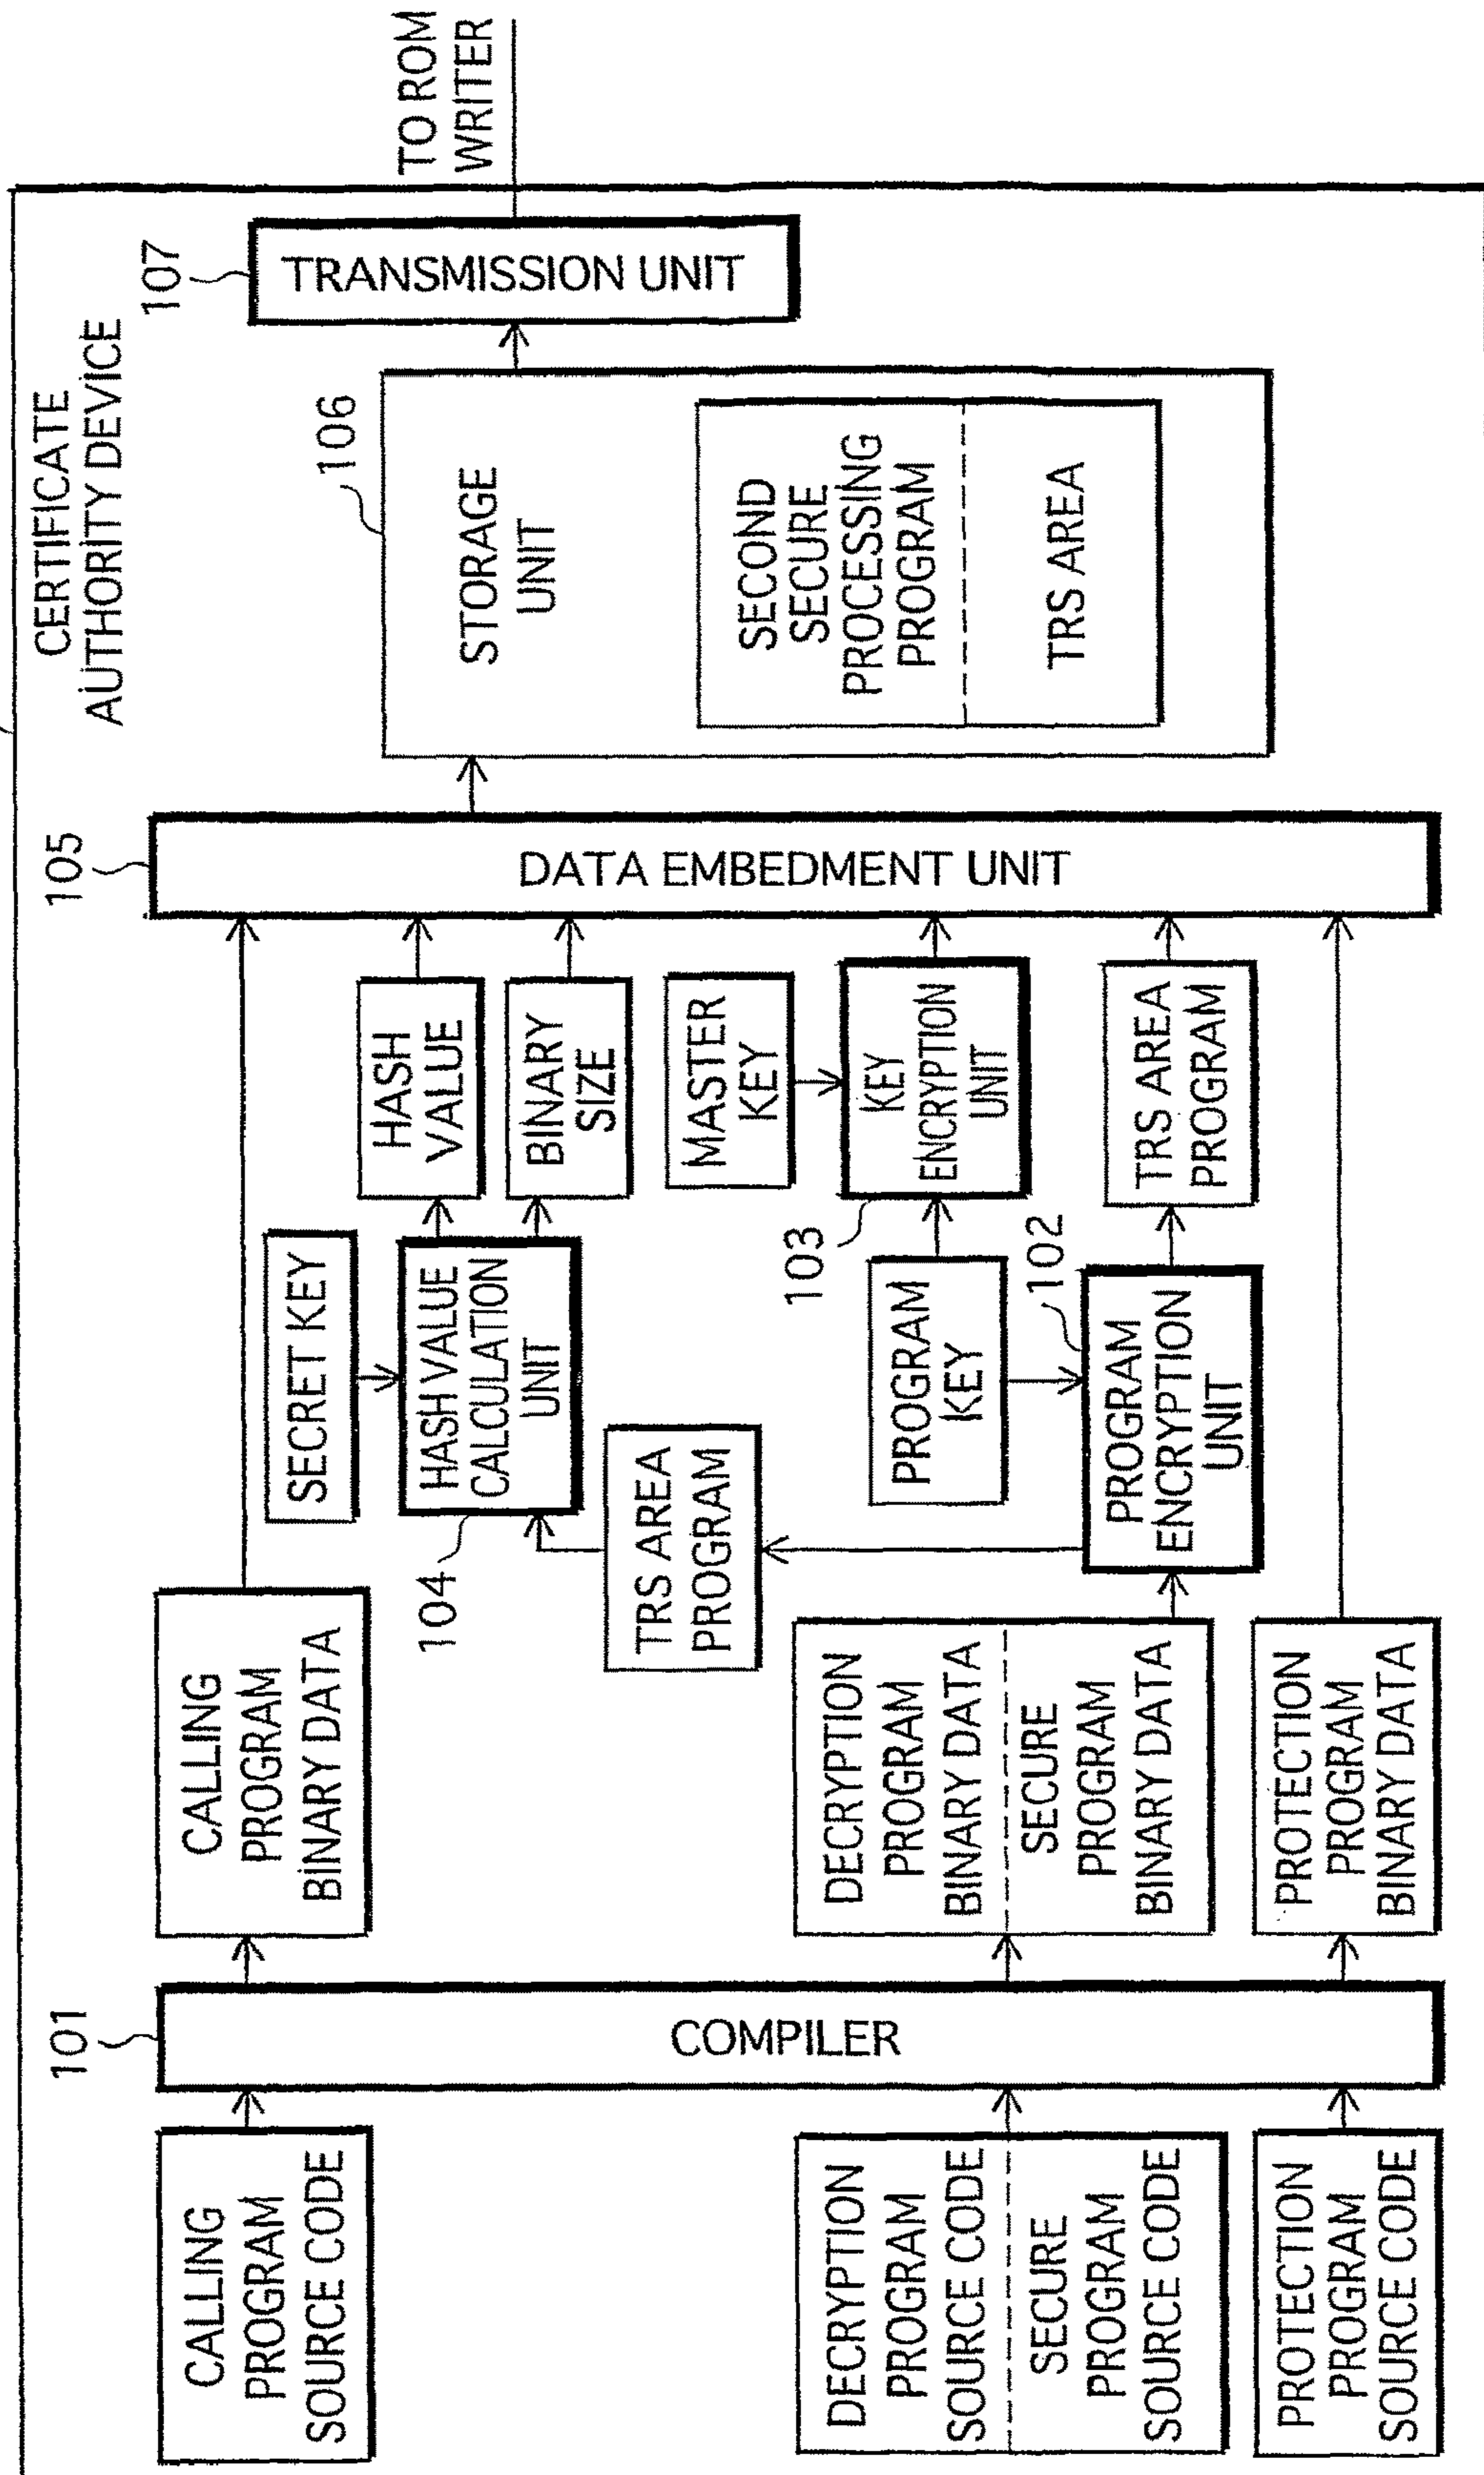 CERTIFICATE
AUTHORITY DEVICE
101
105
107
106
CALLING
PROGRAM
SOURCE CODE
DECRYPTION
PROGRAM
SOURCE CODE
SECURE
PROGRAM
SOURCE CODE
PROTECTION
PROGRAM
SOURCE CODE
COMPILER
CALLING
PROGRAM
BINARY DATA
DECRYPTION
PROGRAM
BINARY DATA
SECURE
PROGRAM
BINARY DATA
PROTECTION
PROGRAM
BINARY DATA
SECRET KEY
104
HASH VALUE
CALCULATION
UNIT
TRS AREA
PROGRAM
PROGRAM
KEY
102
PROGRAM
ENCRYPTION
UNIT
HASH
VALUE
BINARY
SIZE
MASTER
KEY
103
KEY
ENCRYPTION
UNIT
TRS AREA
PROGRAM
DATA EMBEDMENT UNIT
STORAGE
UNIT
SECOND
SECURE
PROCESSING
PROGRAM
TRS AREA
TRANSMISSION UNIT
TO ROM
WRITER